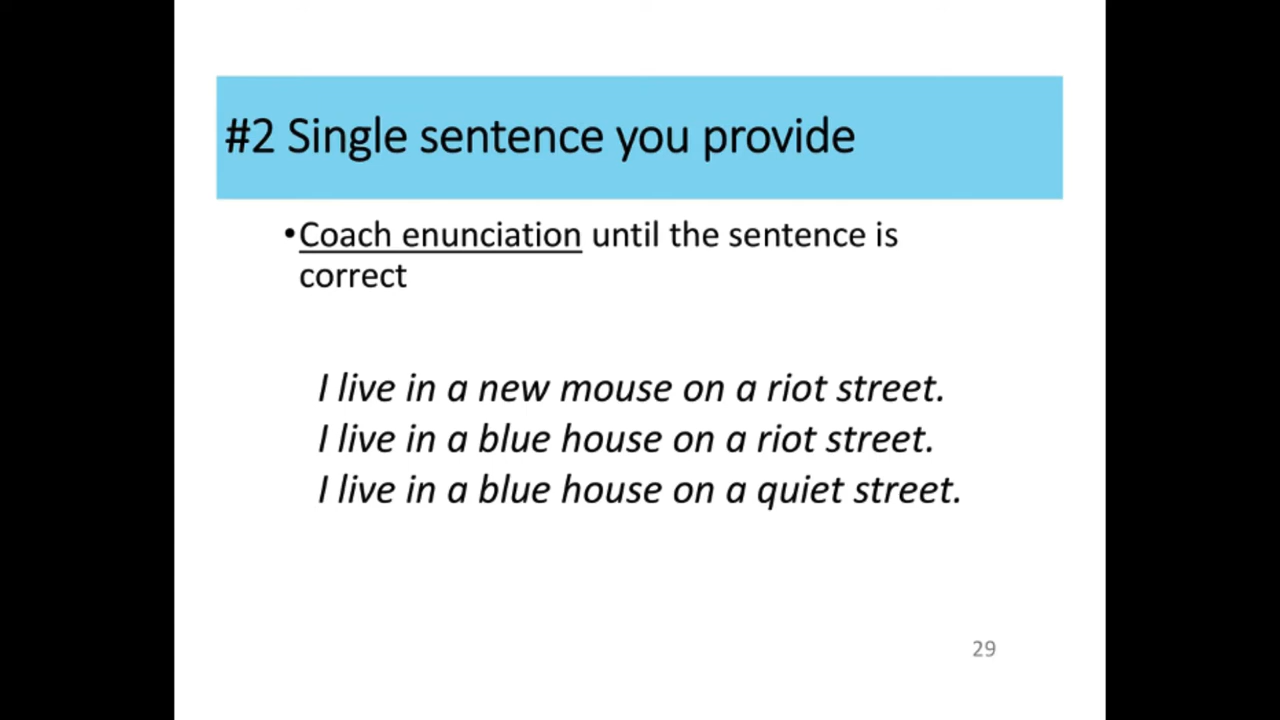 #2 Single sentence you provide
•Coach enunciation until the sentence is
correct
I live in a new mouse on a riot street.
I live in a blue house on a riot street.
I live in a blue house on a quiet street.
29